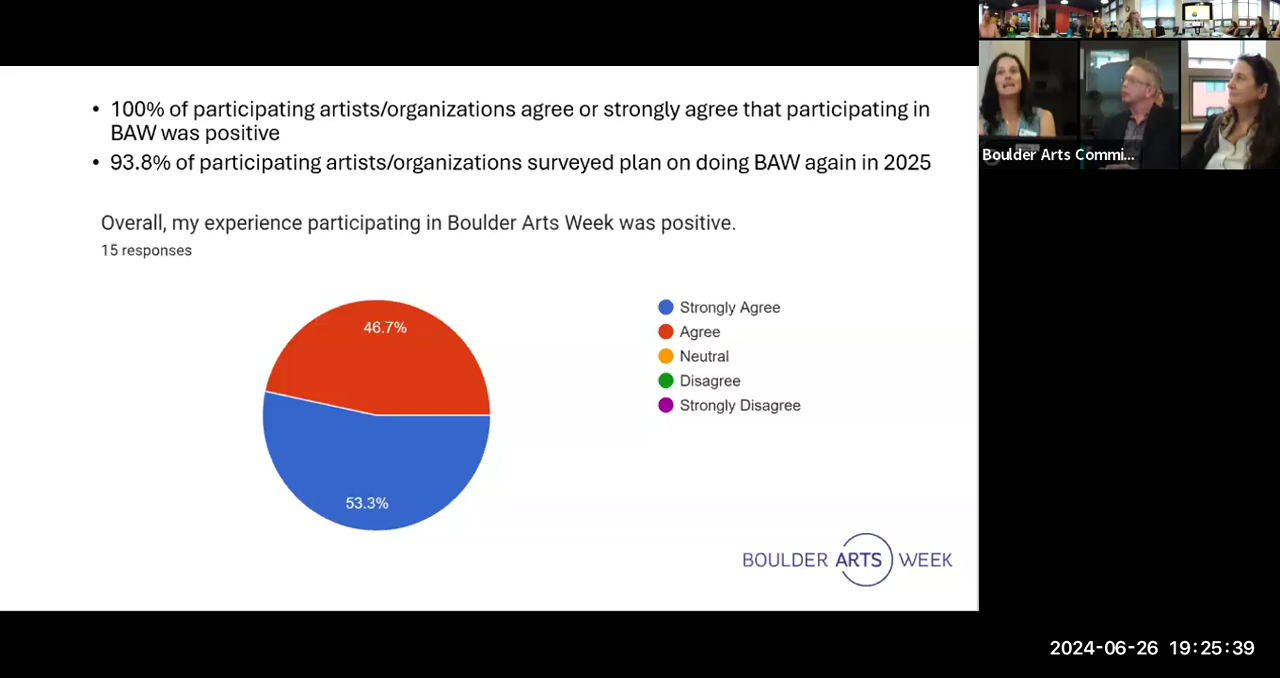 • 100% of participating artists/organizations agree or strongly agree that participating in
BAW was positive
• 93.8% of participating artists/organizations surveyed plan on doing BAW again in 2025
Overall, my experience participating in Boulder Arts Week was positive.
15 responses
46.7%
53.3%
Strongly Agree
Agree
Neutral
Disagree
Strongly Disagree
BOULDER ARTS WEEK
Boulder Arts Commi...
2024-06-26 19:25:39